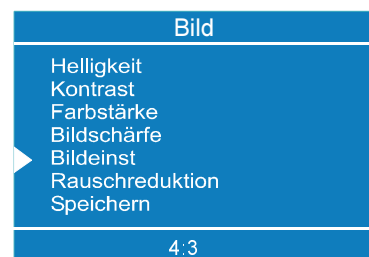 Bild
Helligkeit
Kontrast
Farbstärke
Bildschärfe
Bildeinst
Rauschreduktion
Speichern
4:3